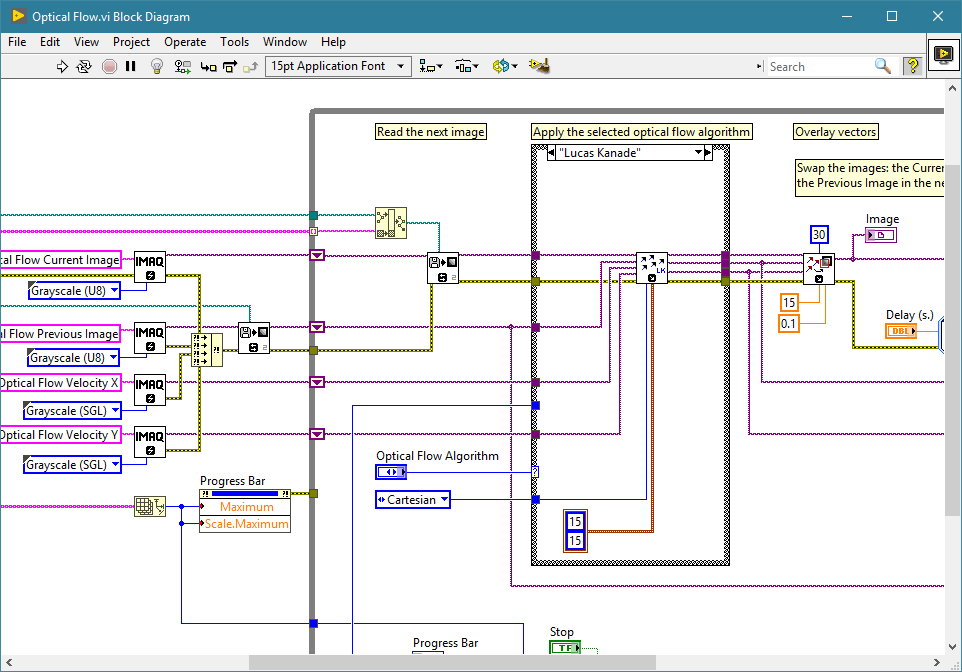 Optical Flow.vi Block Diagram
File Edit View Project Operate Tools Window Help
15pt Application Font
Search
Read the next image
Apply the selected optical flow algorithm
Overlay vectors
"Lucas Kanade"
Swap the images: the Curren
the Previous Image in the ne
Image
30
al Flow Current Image
IMAQ
Grayscale (U8)
LK
2
15
0.1
Delay (s.)
DBL
al Flow Previous Image
IMAQ
2
Grayscale (U8)
Optical Flow Velocity X
IMAQ
Grayscale (SGL)
Optical Flow Velocity Y
IMAQ
Grayscale (SGL)
Optical Flow Algorithm
?
Cartesian
Progress Bar
Maximum
Scale.Maximum
15
15
Progress Bar
Stop
TF